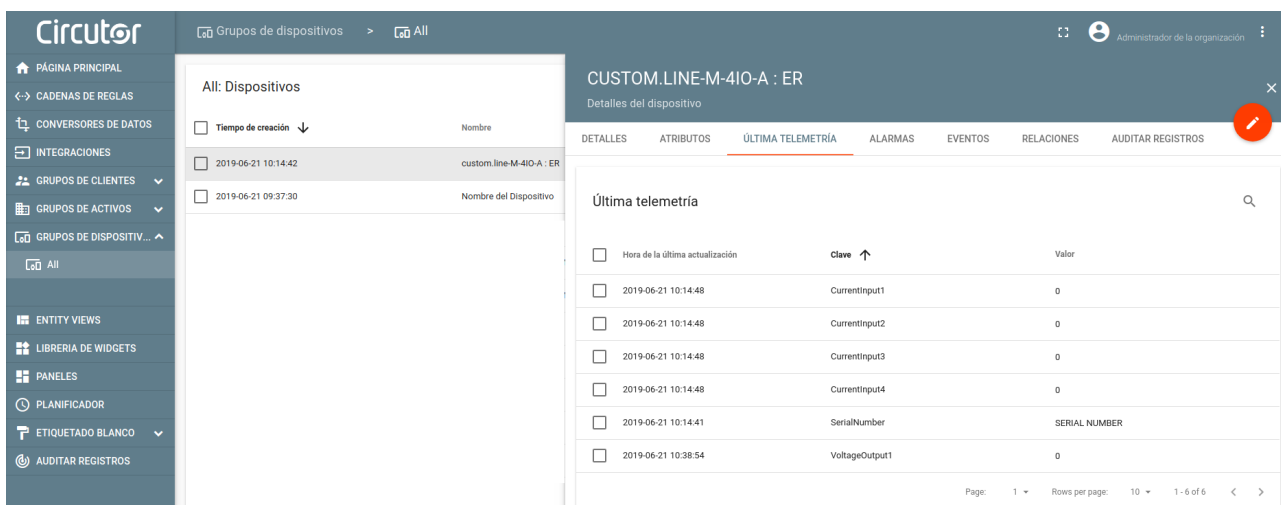 Circutor
Grupos de dispositivos > All
Administrador de la organización
PÁGINA PRINCIPAL
CADENAS DE REGLAS
CONVERSORES DE DATOS
INTEGRACIONES
GRUPOS DE CLIENTES
GRUPOS DE ACTIVOS
GRUPOS DE DISPOSITIV...
All
ENTITY VIEWS
LIBRERIA DE WIDGETS
PANELES
PLANIFICADOR
ETIQUETADO BLANCO
AUDITAR REGISTROS
All: Dispositivos
Tiempo de creación Nombre
2019-06-21 10:14:42 custom.line-M-4IO-A : ER
2019-06-21 09:37:30 Nombre del Dispositivo
CUSTOM.LINE-M-4IO-A : ER
Detalles del dispositivo
DETALLES ATRIBUTOS ÚLTIMA TELEMETRÍA ALARMAS EVENTOS RELACIONES AUDITAR REGISTROS
Última telemetría
Hora de la última actualización Clave Valor
2019-06-21 10:14:48 CurrentInput1 0
2019-06-21 10:14:48 CurrentInput2 0
2019-06-21 10:14:48 CurrentInput3 0
2019-06-21 10:14:48 CurrentInput4 0
2019-06-21 10:14:41 SerialNumber SERIAL NUMBER
2019-06-21 10:38:54 VoltageOutput1 0
Page: 1 Rows per page: 10 1 - 6 of 6